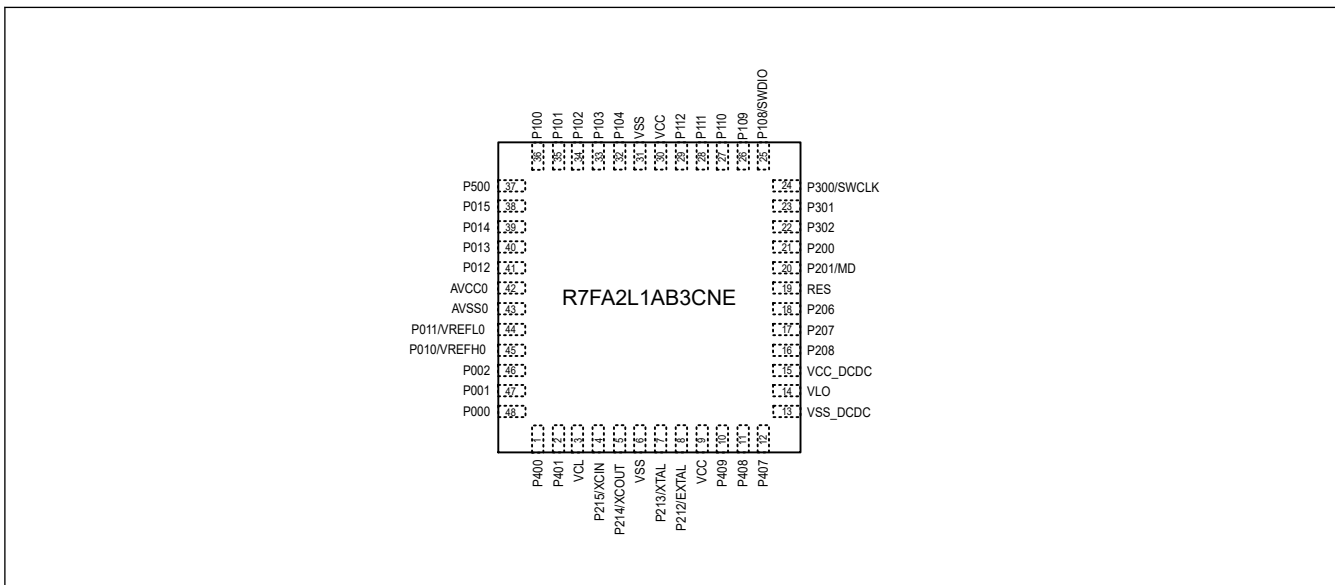 P100
P101
P102
P103
P104
VSS
VCC
P112
P111
P110
P109
P108/SWDIO
36
35
34
33
32
31
30
29
28
27
26
25
P500 37
P015 38
P014 39
P013 40
P012 41
AVCC0 42
AVSS0 43
P011/VREFL0 44
P010/VREFH0 45
P002 46
P001 47
P000 48
R7FA2L1AB3CNE
24 P300/SWCLK
23 P301
22 P302
21 P200
20 P201/MD
19 RES
18 P206
17 P207
16 P208
15 VCC_DCDC
14 VLO
13 VSS_DCDC
1
2
3
4
5
6
7
8
9
10
11
12
P400
P401
VCL
P215/XCIN
P214/XCOUT
VSS
P213/XTAL
P212/EXTAL
VCC
P409
P408
P407